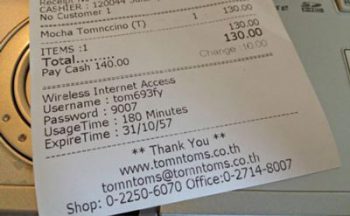 Receipt
CASHIER : 120044
No Customer 1
Mocha Tomnccino (T) 1 130.00
130.00
ITEMS :1
Total........ 130.00
Pay Cash 140.00 Change 10.00
Wireless Internet Access
Username : tom693fy
Password : 9007
UsageTime : 180 Minutes
ExpireTime : 31/10/57
** Thank You **
www.tomntoms.co.th
tomntoms@tomntoms.co.th
Shop: 0-2250-6070 Office:0-2714-8007